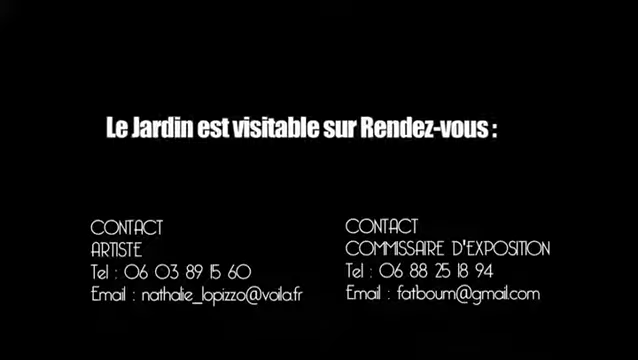 Le Jardin est visitable sur Rendez-vous :
CONTACT
ARTISTE
Tel : 06 03 89 15 60
Email : nathalie_lopizzo@voila.fr
CONTACT
COMMISSAIRE D'EXPOSITION
Tel : 06 88 25 18 94
Email : fatboum@gmail.com